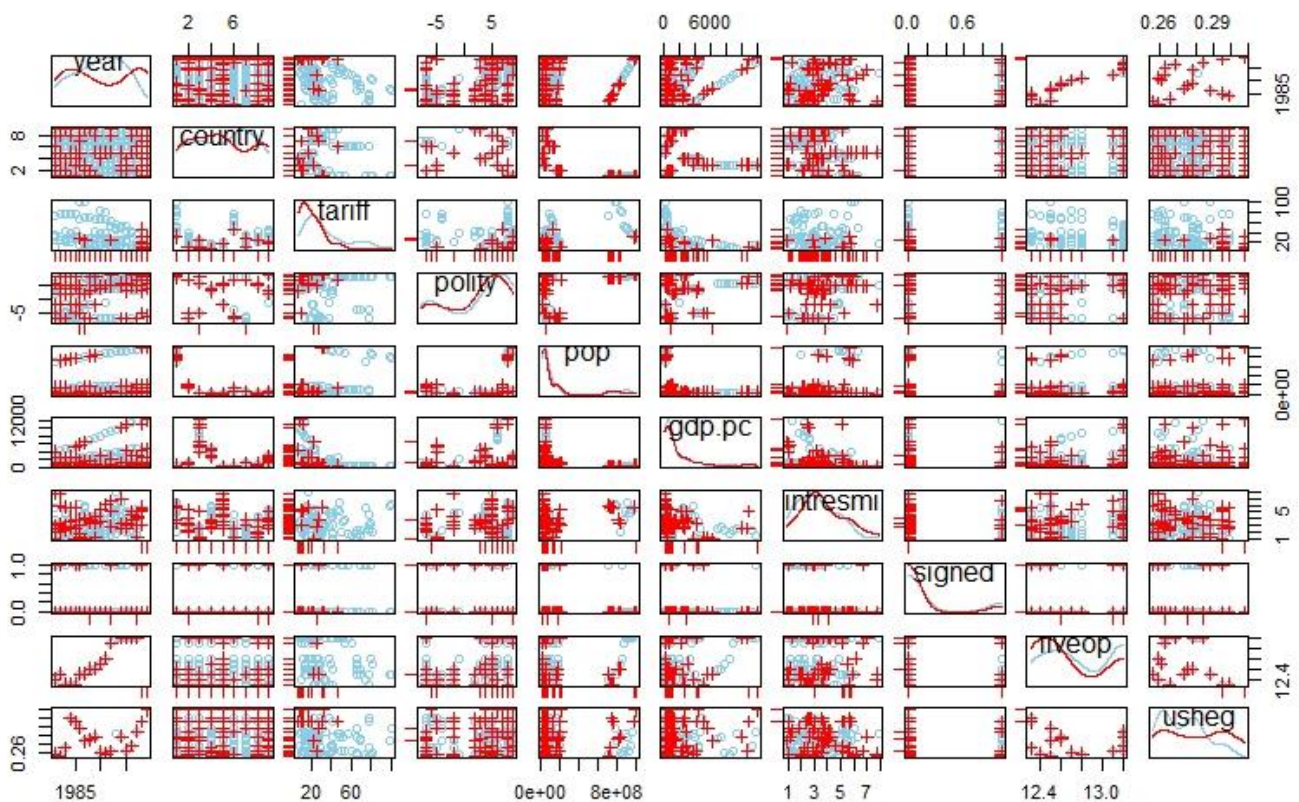 2 6 -5 5 0 6000 0.0 0.6 0.26 0.29
year
1985
country
2 8
tariff
20 100
polity
-5
pop
0e+00
gdp.pc
0 12000
intresmi
1 5
signed
0.0 1.0
fiveop
12.4
usheg
0.26
1985 20 60 0e+00 8e+08 1 3 5 7 12.4 13.0